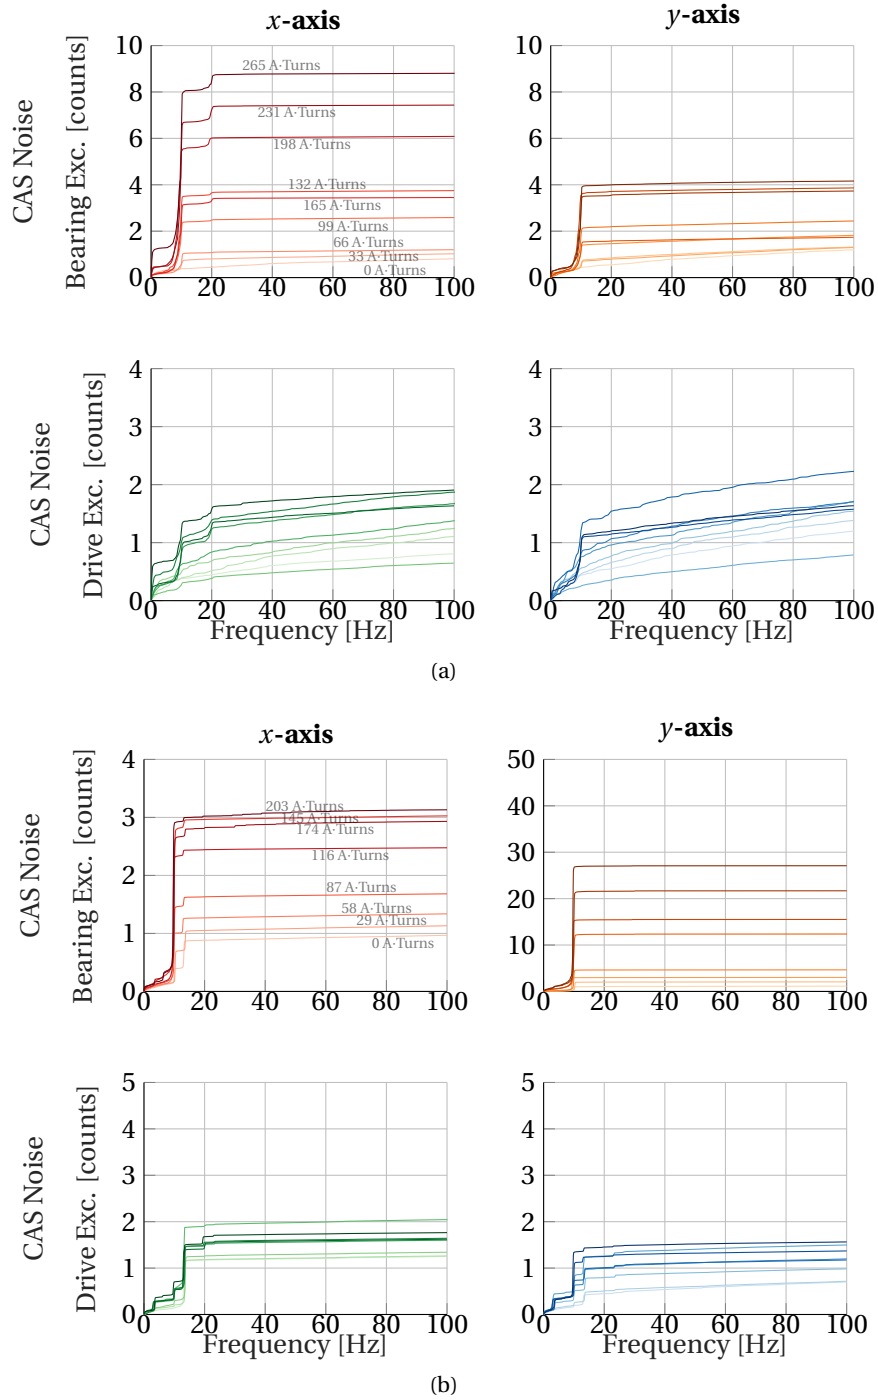 x-axis
y-axis
CAS Noise
Bearing Exc. [counts]
10
8
6
4
2
0
265 A·Turns
231 A·Turns
198 A·Turns
132 A·Turns
165 A·Turns
99 A·Turns
66 A·Turns
33 A·Turns
0 A·Turns
0 20 40 60 80 100
10
8
6
4
2
0
0 20 40 60 80 100
CAS Noise
Drive Exc. [counts]
4
3
2
1
0
0 20 40 60 80 100
Frequency [Hz]
4
3
2
1
0
0 20 40 60 80 100
Frequency [Hz]
(a)
x-axis
y-axis
CAS Noise
Bearing Exc. [counts]
4
3
2
1
0
203 A·Turns
145 A·Turns
174 A·Turns
116 A·Turns
87 A·Turns
58 A·Turns
29 A·Turns
0 A·Turns
0 20 40 60 80 100
50
40
30
20
10
0
0 20 40 60 80 100
CAS Noise
Drive Exc. [counts]
5
4
3
2
1
0
0 20 40 60 80 100
Frequency [Hz]
5
4
3
2
1
0
0 20 40 60 80 100
Frequency [Hz]
(b)